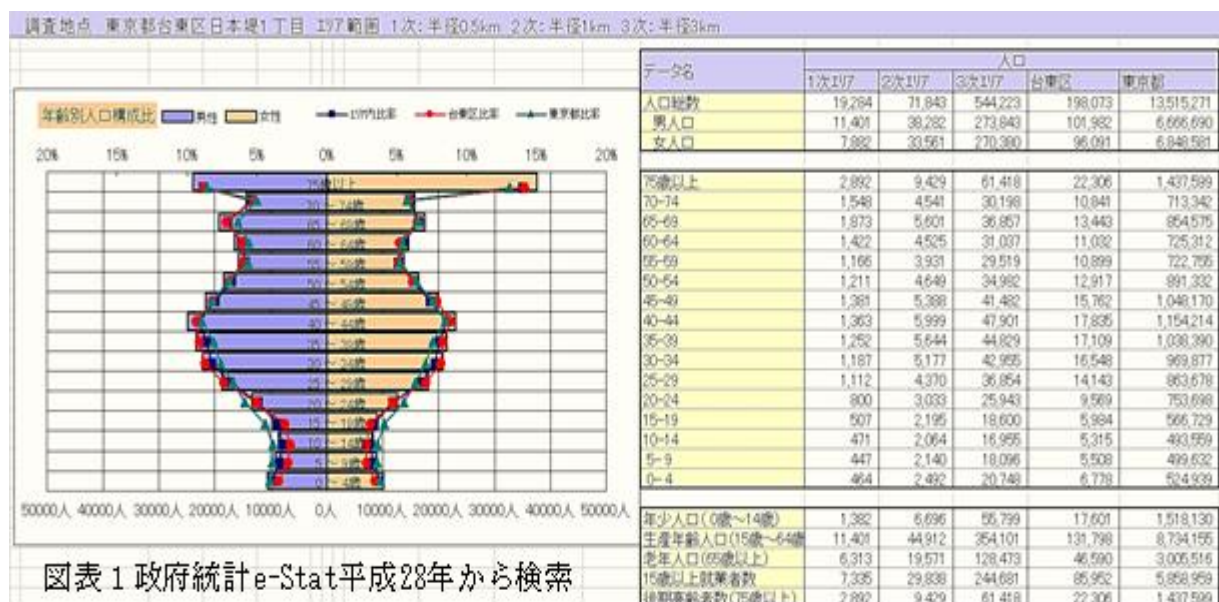 調査地点 東京都台東区日本堤1丁目 ｴﾘｱ範囲 1次:半径0.5km 2次:半径1km 3次:半径3km
年齢別人口構成比 男性 女性 ｴﾘｱ内比率 台東区比率 東京都比率
20% 15% 10% 5% 0% 5% 10% 15% 20%
75歳以上
70～74歳
65～69歳
60～64歳
55～59歳
50～54歳
45～49歳
40～44歳
35～39歳
25～29歳
20～24歳
15～19歳
10～14歳
5～9歳
0～4歳
50000人 40000人 30000人 20000人 10000人 0人 10000人 20000人 30000人 40000人 50000人
図表1 政府統計e-Stat平成28年から検索
データ名 人口
1次ｴﾘｱ 2次ｴﾘｱ 3次ｴﾘｱ 台東区 東京都
人口総数 19,284 71,843 544,223 198,073 13,515,271
男人口 11,401 38,282 273,843 101,982 6,666,690
女人口 7,882 33,561 270,380 96,091 6,848,581
75歳以上 2,892 9,429 61,418 22,306 1,437,599
70-74 1,548 4,541 30,198 10,841 713,342
65-69 1,873 5,601 36,857 13,443 854,575
60-64 1,422 4,525 31,037 11,032 725,312
55-59 1,166 3,931 29,519 10,899 722,755
50-54 1,211 4,649 34,982 12,917 891,332
45-49 1,381 5,388 41,482 15,762 1,048,170
40-44 1,363 5,999 47,901 17,835 1,154,214
35-39 1,252 5,644 44,829 17,109 1,038,390
30-34 1,187 5,177 42,955 16,548 969,877
25-29 1,112 4,370 36,854 14,143 863,678
20-24 800 3,033 25,943 9,569 753,698
15-19 507 2,195 18,600 5,984 566,729
10-14 471 2,064 16,955 5,315 493,559
5-9 447 2,140 18,096 5,508 499,632
0-4 464 2,492 20,748 6,778 524,939
年少人口(0歳～14歳) 1,382 6,696 55,799 17,601 1,518,130
生産年齢人口(15歳～64歳 11,401 44,912 354,101 131,798 8,734,155
老年人口(65歳以上) 6,313 19,571 128,473 46,590 3,005,516
15歳以上就業者数 7,335 29,838 244,681 85,952 5,858,959
後期高齢者数(75歳以上) 2,892 9,429 61,418 22,306 1,437,599